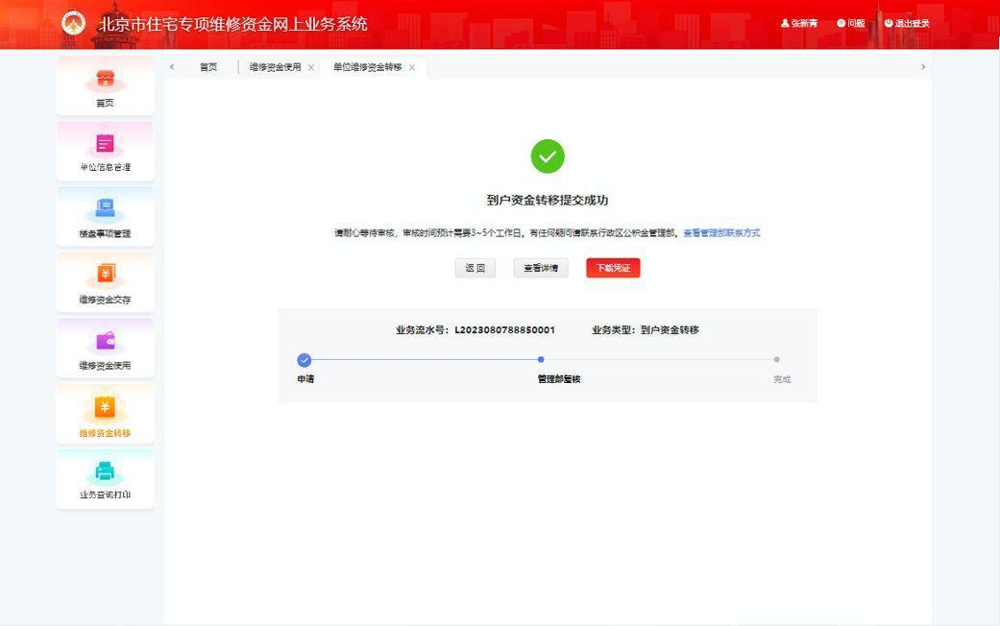 北京市住宅专项维修资金网上业务系统
张新青 问题 退出登录
首页 维修资金使用 X 单位维修资金转移 X
首页
单位信息管理
楼盘事项管理
维修资金交存
维修资金使用
维修资金转移
业务查询打印
到户资金转移提交成功
请耐心等待审核，审核时间预计需要3~5个工作日。有任何疑问请联系行政区公积金管理部。查看管理部联系方式
返回 查看详情 下载凭证
业务流水号：L2023080788850001 业务类型：到户资金转移
申请 管理部复核 完成